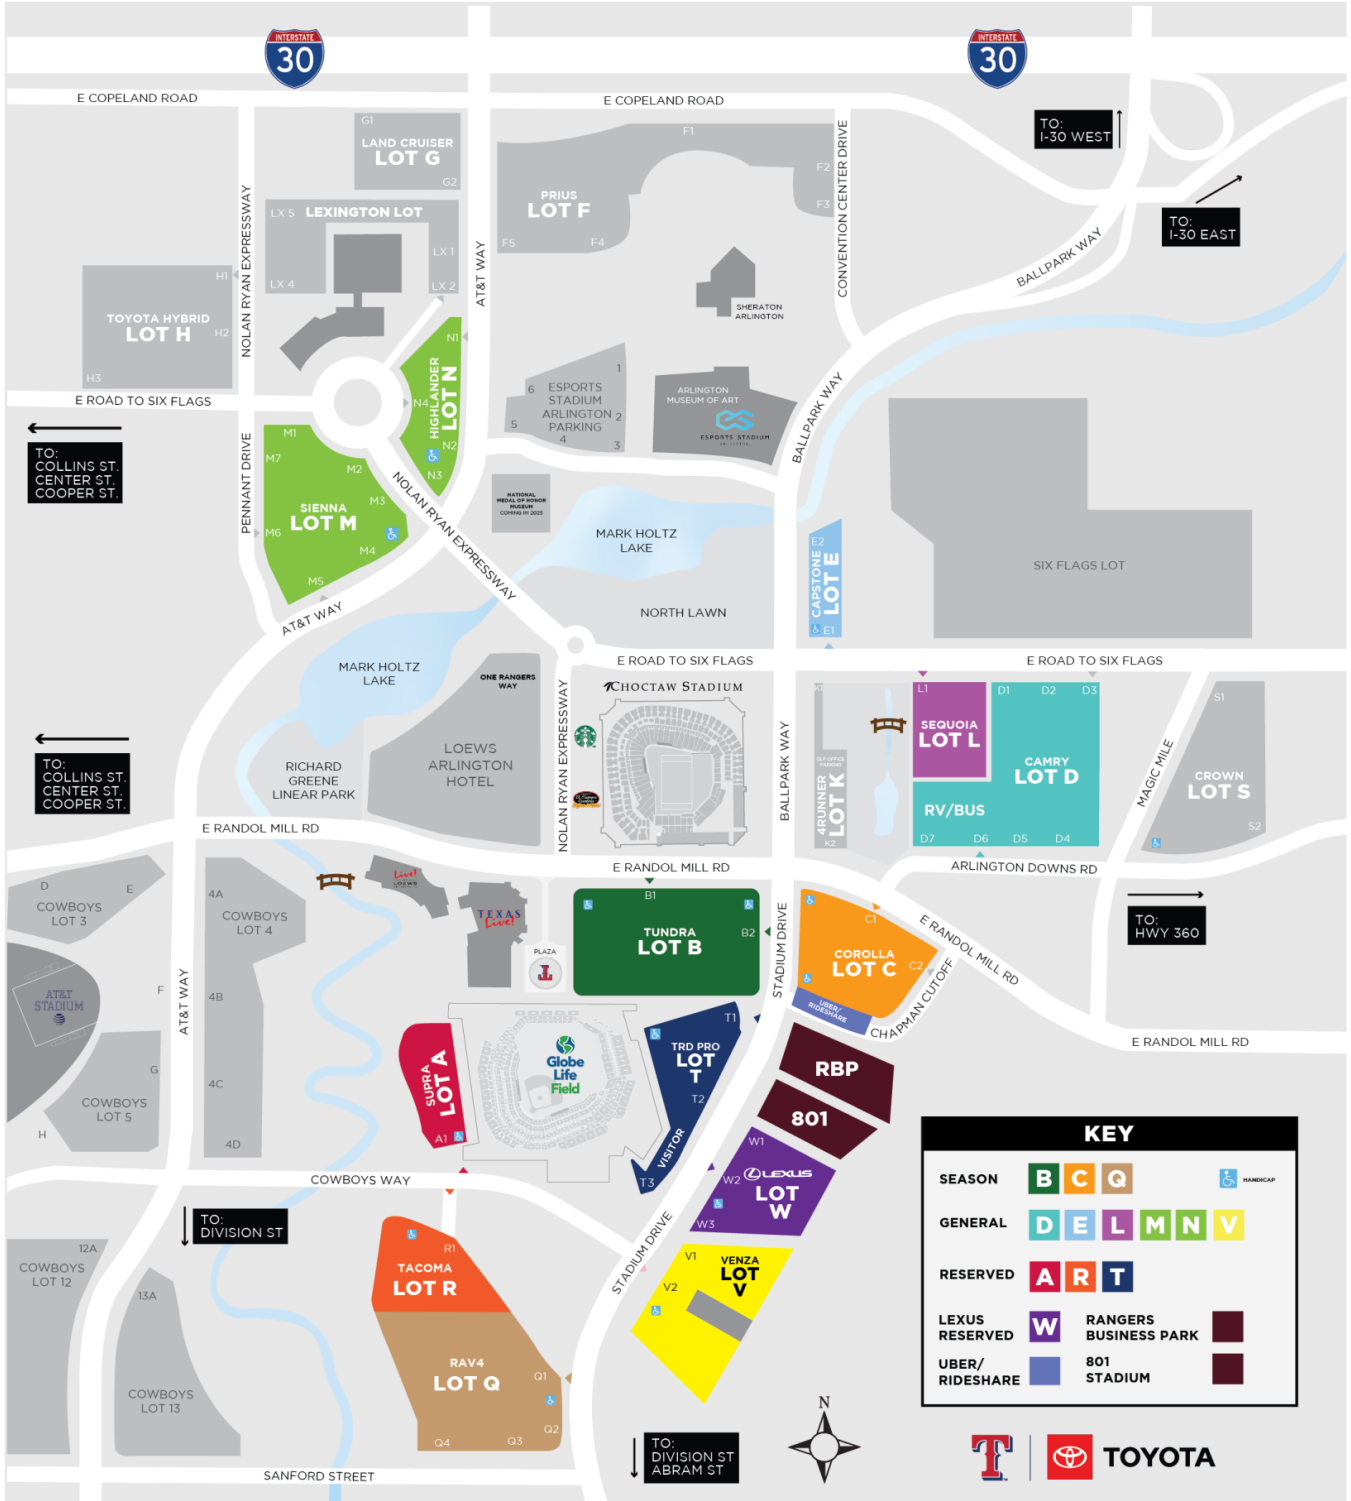 INTERSTATE
30
INTERSTATE
30
E COPELAND ROAD
E COPELAND ROAD
TO:
I-30 WEST
TO:
I-30 EAST
G1
LAND CRUISER
LOT G
G2
F1
F2
F3
PRIUS
LOT F
F5
F4
CONVENTION CENTER DRIVE
NOLAN RYAN EXPRESSWAY
AT&T WAY
BALLPARK WAY
LX 5
LEXINGTON LOT
LX 1
LX 4
LX 2
H1
TOYOTA HYBRID
LOT H
H2
H3
SHERATON
ARLINGTON
N1
HIGHLANDER
LOT N
N4
N2
N3
1
6
ESPORTS
STADIUM
ARLINGTON
PARKING
2
5
4
3
ARLINGTON
MUSEUM OF ART
ESPORTS STADIUM
BALLPARK WAY
E ROAD TO SIX FLAGS
TO:
COLLINS ST.
CENTER ST.
COOPER ST.
PENNANT DRIVE
M1
M7
M2
M3
SIENNA
LOT M
M6
M4
M5
NOLAN RYAN EXPRESSWAY
AT&T WAY
NATIONAL
MEDAL OF HONOR
MUSEUM
COMING IN 2025
MARK HOLTZ
LAKE
NORTH LAWN
E2
CAPSTONE
LOT E
E1
SIX FLAGS LOT
E ROAD TO SIX FLAGS
E ROAD TO SIX FLAGS
MARK HOLTZ
LAKE
ONE RANGERS
WAY
LOEWS
ARLINGTON
HOTEL
RICHARD
GREENE
LINEAR PARK
NOLAN RYAN EXPRESSWAY
CHOCTAW STADIUM
BALLPARK WAY
4RUNNER
LOT K
K2
L1
SEQUOIA
LOT L
D1
D2
D3
CAMRY
LOT D
RV/BUS
D7
D6
D5
D4
MAGIC MILE
S1
CROWN
LOT S
S2
TO:
COLLINS ST.
CENTER ST.
COOPER ST.
E RANDOL MILL RD
E RANDOL MILL RD
ARLINGTON DOWNS RD
TO:
HWY 360
E RANDOL MILL RD
E RANDOL MILL RD
D
E
COWBOYS
LOT 3
F
AT&T
STADIUM
G
COWBOYS
LOT 5
H
4A
COWBOYS
LOT 4
4B
4C
4D
AT&T WAY
Live!
LOEWS
TEXAS
Live!
PLAZA
T
B1
TUNDRA
LOT B
B2
STADIUM DRIVE
C1
COROLLA
LOT C
C2
UBER/
RIDESHARE
CHAPMAN CUTOFF
SUPRA
LOT A
A1
Globe
Life
Field
T1
TRD PRO
LOT
T
T2
VISITOR
T3
RBP
801
W1
LEXUS
W2
LOT
W
W3
COWBOYS WAY
TO:
DIVISION ST
STADIUM DRIVE
R1
TACOMA
LOT R
V1
VENZA
LOT
V
V2
RAV4
LOT Q
Q1
Q2
Q3
Q4
12A
COWBOYS
LOT 12
13A
COWBOYS
LOT 13
SANFORD STREET
TO:
DIVISION ST
ABRAM ST
N
KEY
SEASON
B C Q
HANDICAP
GENERAL
D E L M N V
RESERVED
A R T
LEXUS
RESERVED
W
RANGERS
BUSINESS PARK
UBER/
RIDESHARE
801
STADIUM
T
TOYOTA